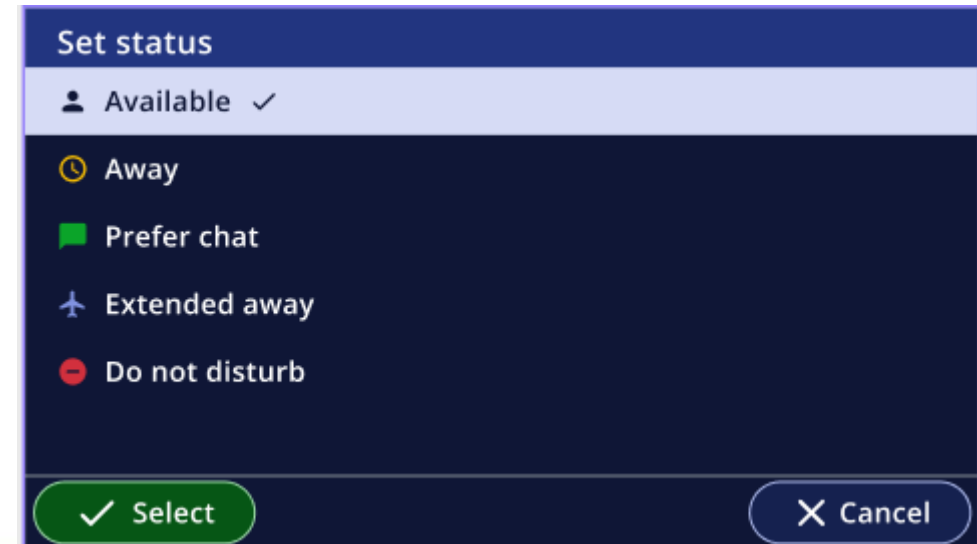 Set status
Available
Away
Prefer chat
Extended away
Do not disturb
Select
Cancel